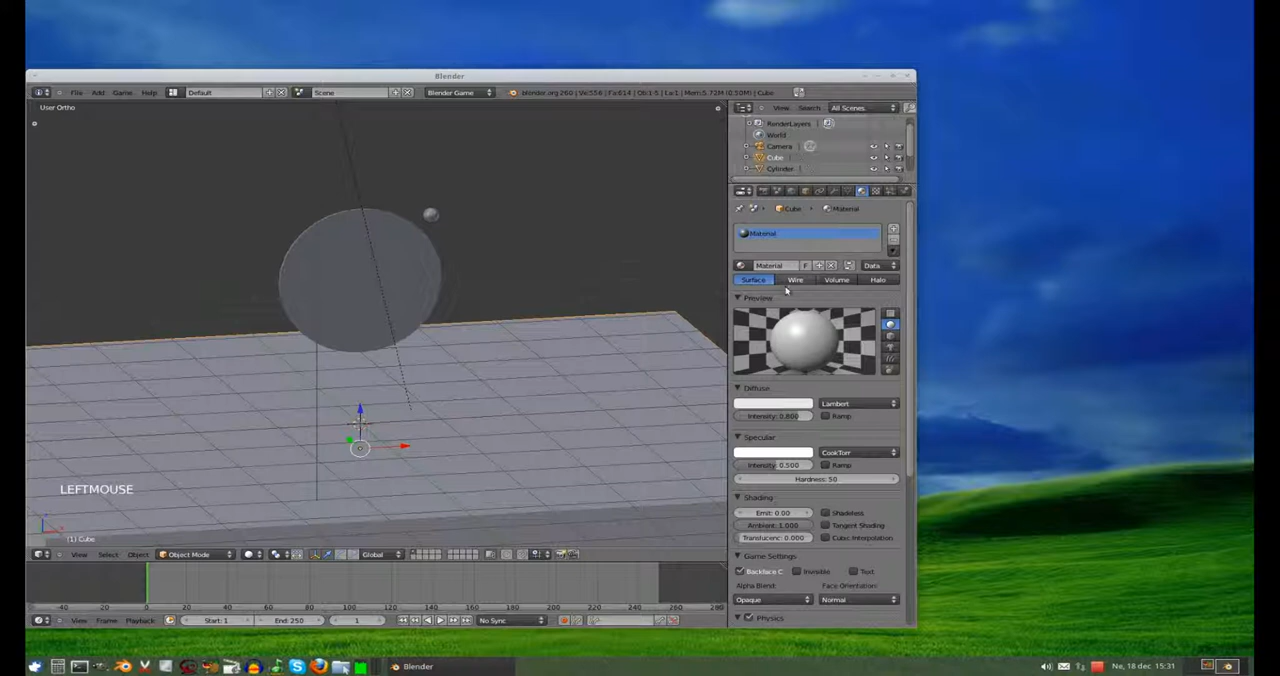 Blender
File Add Game Help Default Scene Blender Game blender.org 260 | Ve:556 | Fa:614 | Ob:1-5 | La:1 | Mem:5.72M (0.50M) | Cube
User Ortho
View Search All Scenes
RenderLayers
World
Camera
Cube
Cylinder
Cube Material
Material
Material F Data
Surface Wire Volume Halo
Preview
Diffuse
Lambert
Intensity: 0.800 Ramp
Specular
CookTorr
Intensity: 0.500 Ramp
Hardness: 50
Shading
Emit: 0.00 Shadeless
Ambient: 1.000 Tangent Shading
Translucenc: 0.000 Cubic Interpolation
Game Settings
Backface C Invisible Text
Alpha Blend: Face Orientation:
Opaque Normal
Physics
LEFTMOUSE
(1) Cube
View Select Object Object Mode Global
-40 -20 0 20 40 60 80 100 120 140 160 180 200 220 240 260 280
View Frame Playback Start: 1 End: 250 1 No Sync
Blender Ne, 18 dec 15:31